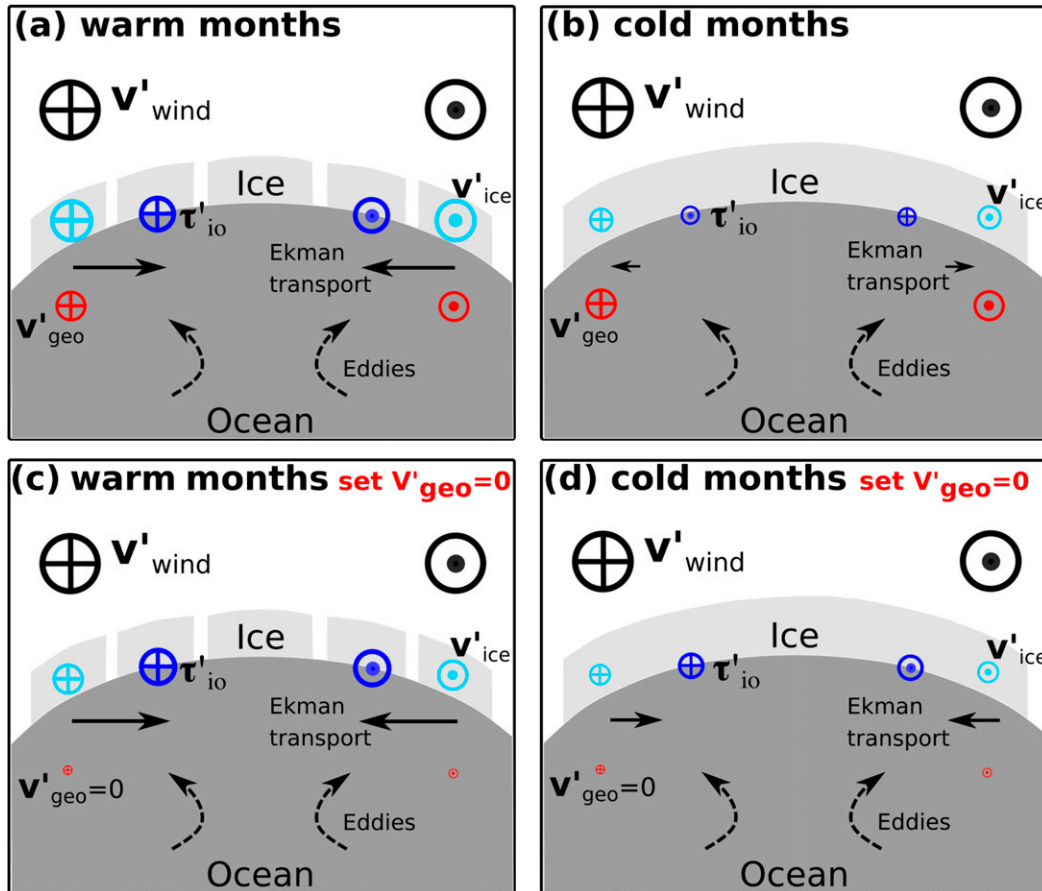 (a) warm months
v'wind
Ice
v'ice
τ'io
Ekman
transport
v'geo
Eddies
Ocean
(b) cold months
v'wind
Ice
v'ice
τ'io
Ekman
transport
v'geo
Eddies
Ocean
(c) warm months set V'geo=0
v'wind
Ice
v'ice
τ'io
Ekman
transport
v'geo=0
Eddies
Ocean
(d) cold months set V'geo=0
v'wind
Ice
v'ice
τ'io
Ekman
transport
v'geo=0
Eddies
Ocean